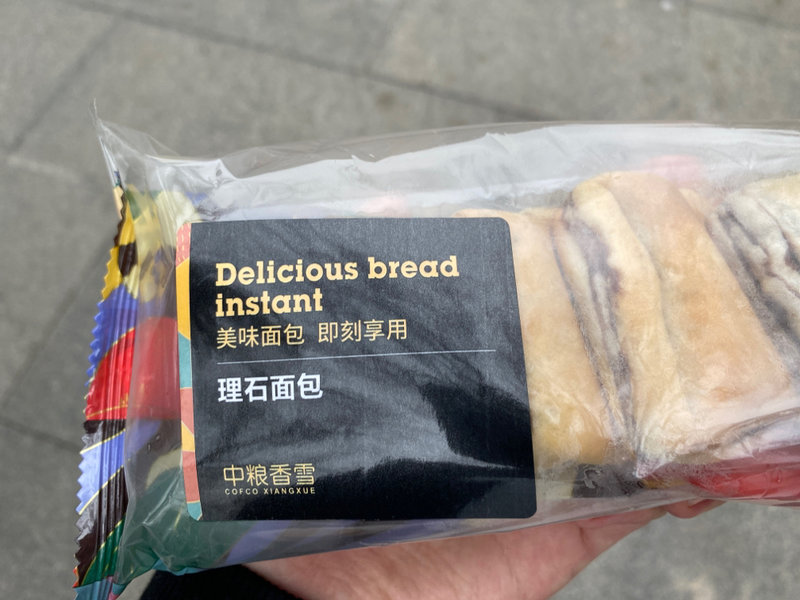 Delicious bread
instant
美味面包 即刻享用
理石面包
中粮香雪
COFCO XIANGXUE